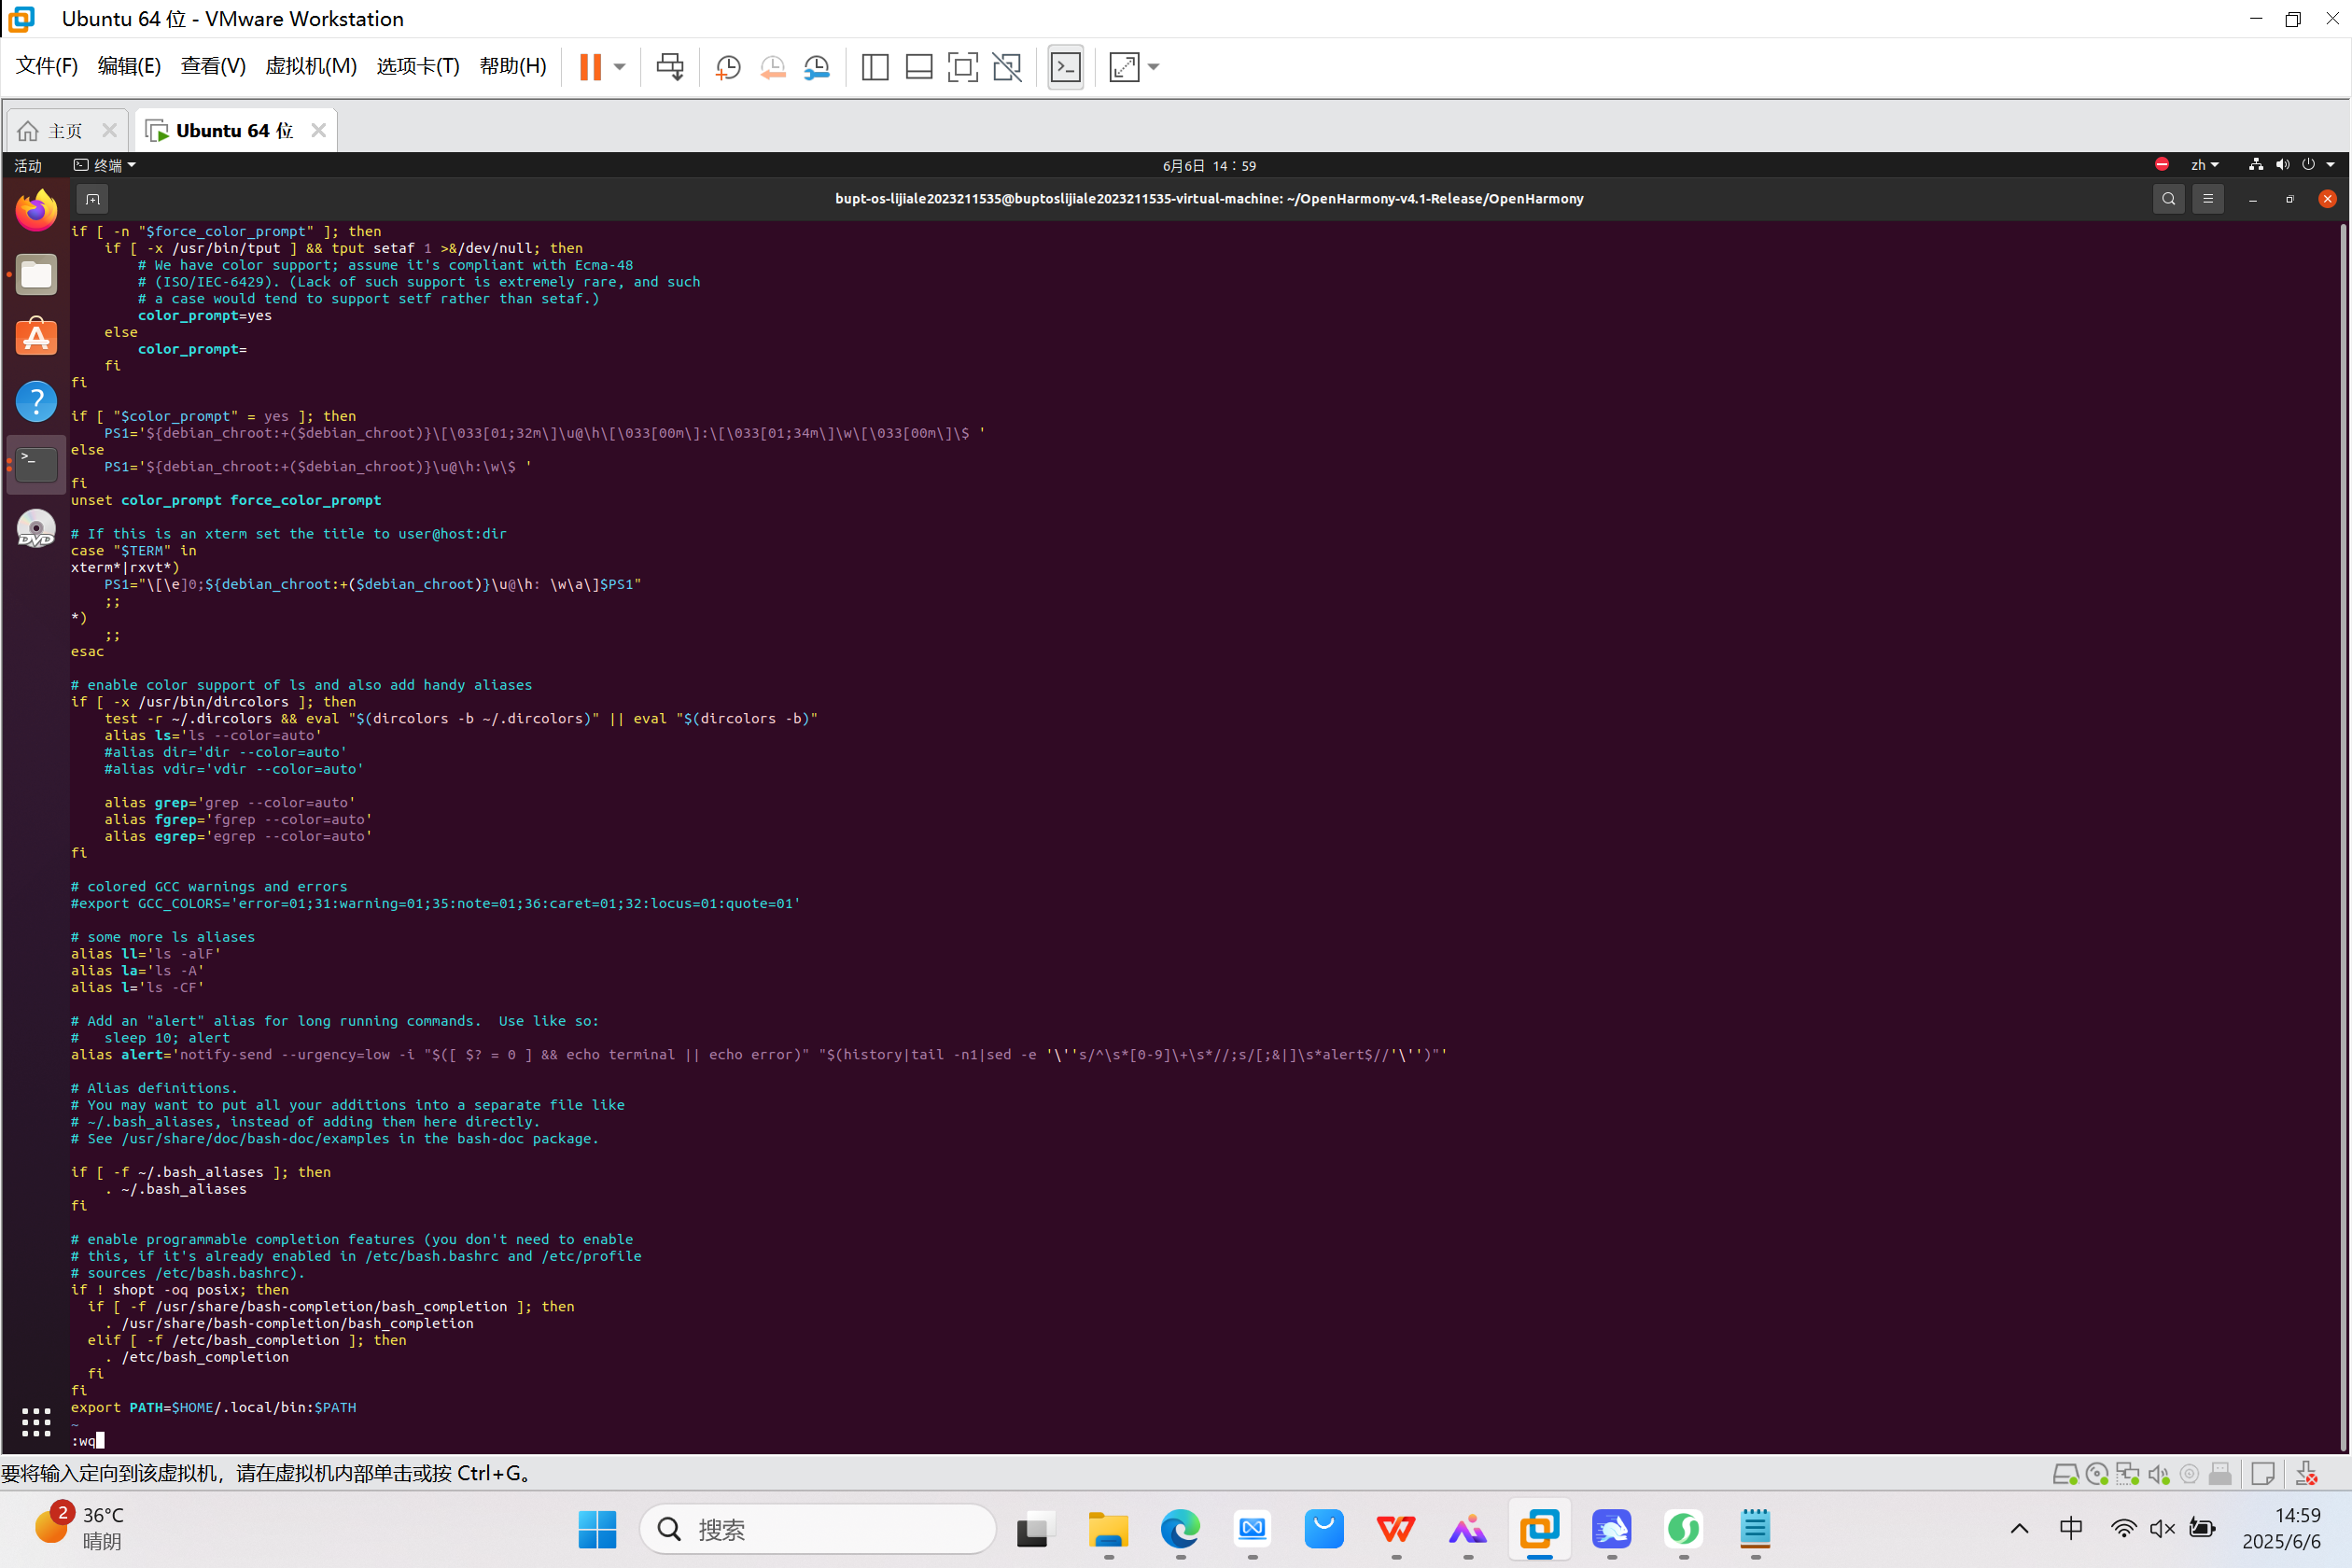 Ubuntu 64 位 - VMware Workstation
文件(F) 编辑(E) 查看(V) 虚拟机(M) 选项卡(T) 帮助(H)
主页 Ubuntu 64 位
活动 终端 6月6日 14：59 zh
bupt-os-lijiale2023211535@buptoslijiale2023211535-virtual-machine: ~/OpenHarmony-v4.1-Release/OpenHarmony
if [ -n "$force_color_prompt" ]; then
    if [ -x /usr/bin/tput ] && tput setaf 1 >&/dev/null; then
        # We have color support; assume it's compliant with Ecma-48
        # (ISO/IEC-6429). (Lack of such support is extremely rare, and such
        # a case would tend to support setf rather than setaf.)
        color_prompt=yes
    else
        color_prompt=
    fi
fi
if [ "$color_prompt" = yes ]; then
    PS1='${debian_chroot:+($debian_chroot)}\[\033[01;32m\]\u@\h\[\033[00m\]:\[\033[01;34m\]\w\[\033[00m\]\$ '
else
    PS1='${debian_chroot:+($debian_chroot)}\u@\h:\w\$ '
fi
unset color_prompt force_color_prompt
# If this is an xterm set the title to user@host:dir
case "$TERM" in
xterm*|rxvt*)
    PS1="\[\e]0;${debian_chroot:+($debian_chroot)}\u@\h: \w\a\]$PS1"
    ;;
*)
    ;;
esac
# enable color support of ls and also add handy aliases
if [ -x /usr/bin/dircolors ]; then
    test -r ~/.dircolors && eval "$(dircolors -b ~/.dircolors)" || eval "$(dircolors -b)"
    alias ls='ls --color=auto'
    #alias dir='dir --color=auto'
    #alias vdir='vdir --color=auto'
    alias grep='grep --color=auto'
    alias fgrep='fgrep --color=auto'
    alias egrep='egrep --color=auto'
fi
# colored GCC warnings and errors
#export GCC_COLORS='error=01;31:warning=01;35:note=01;36:caret=01;32:locus=01:quote=01'
# some more ls aliases
alias ll='ls -alF'
alias la='ls -A'
alias l='ls -CF'
# Add an "alert" alias for long running commands.  Use like so:
#   sleep 10; alert
alias alert='notify-send --urgency=low -i "$([ $? = 0 ] && echo terminal || echo error)" "$(history|tail -n1|sed -e '\''s/^\s*[0-9]\+\s*//;s/[;&|]\s*alert$//'\'')"'
# Alias definitions.
# You may want to put all your additions into a separate file like
# ~/.bash_aliases, instead of adding them here directly.
# See /usr/share/doc/bash-doc/examples in the bash-doc package.
if [ -f ~/.bash_aliases ]; then
    . ~/.bash_aliases
fi
# enable programmable completion features (you don't need to enable
# this, if it's already enabled in /etc/bash.bashrc and /etc/profile
# sources /etc/bash.bashrc).
if ! shopt -oq posix; then
  if [ -f /usr/share/bash-completion/bash_completion ]; then
    . /usr/share/bash-completion/bash_completion
  elif [ -f /etc/bash_completion ]; then
    . /etc/bash_completion
  fi
fi
export PATH=$HOME/.local/bin:$PATH
~
:wq
DVD
要将输入定向到该虚拟机，请在虚拟机内部单击或按 Ctrl+G。
2 36°C
晴朗
搜索
中
14:59
2025/6/6